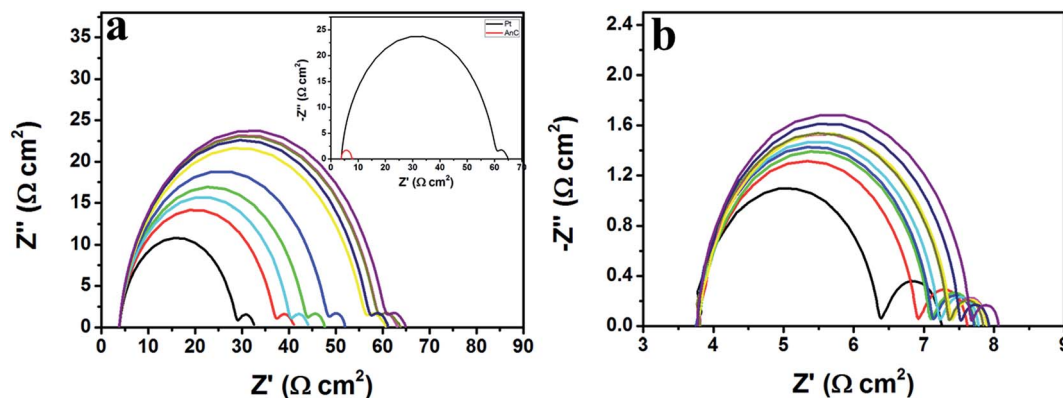 a
Z'' (Ω cm²)
35
30
25
20
15
10
5
0
0 10 20 30 40 50 60 70 80 90
Z' (Ω cm²)
Pt
AnC
-Z'' (Ω cm²)
25
20
15
10
5
0
0 10 20 30 40 50 60 70
Z' (Ω cm²)
b
-Z'' (Ω cm²)
2.4
2.0
1.6
1.2
0.8
0.4
0.0
3 4 5 6 7 8 9
Z' (Ω cm²)